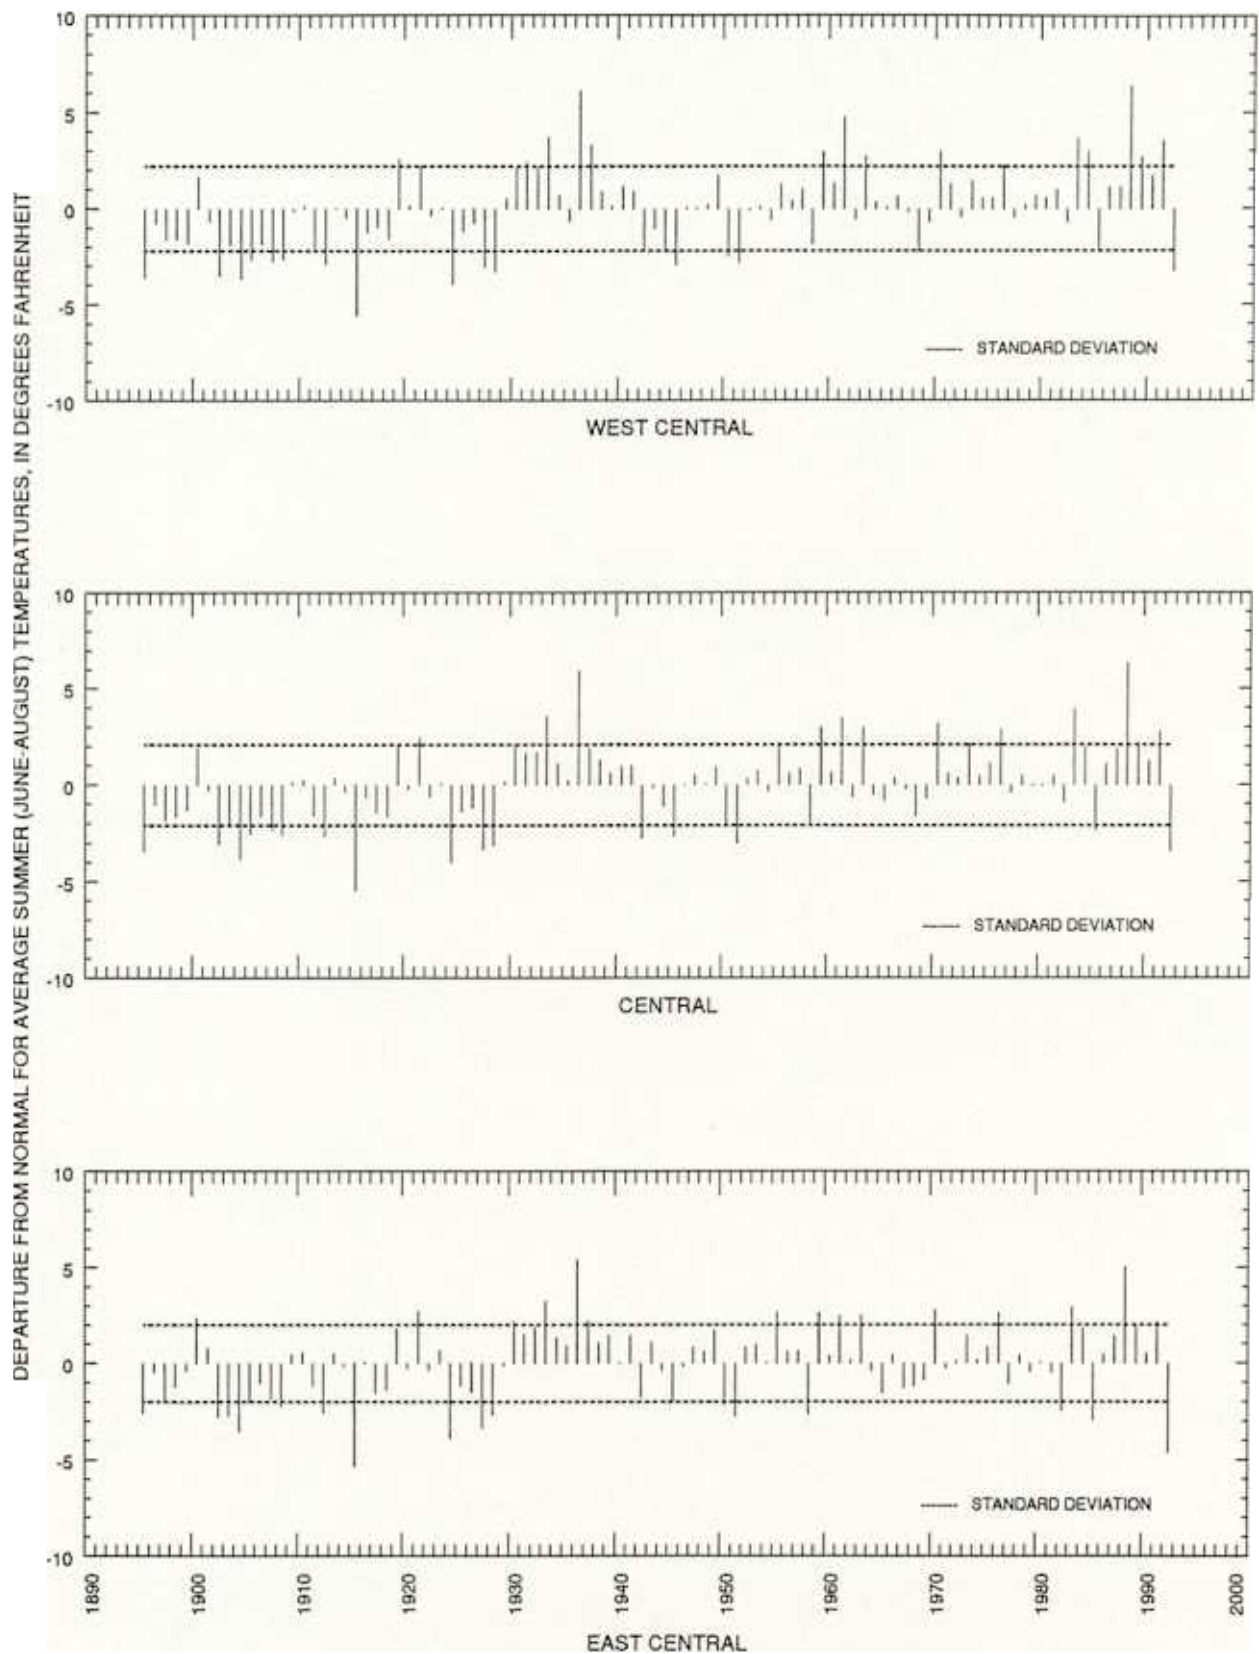 DEPARTURE FROM NORMAL FOR AVERAGE SUMMER (JUNE-AUGUST) TEMPERATURES, IN DEGREES FAHRENHEIT
10
5
0
-5
-10
STANDARD DEVIATION
WEST CENTRAL
10
5
0
-5
-10
STANDARD DEVIATION
CENTRAL
10
5
0
-5
-10
STANDARD DEVIATION
1890 1900 1910 1920 1930 1940 1950 1960 1970 1980 1990 2000
EAST CENTRAL